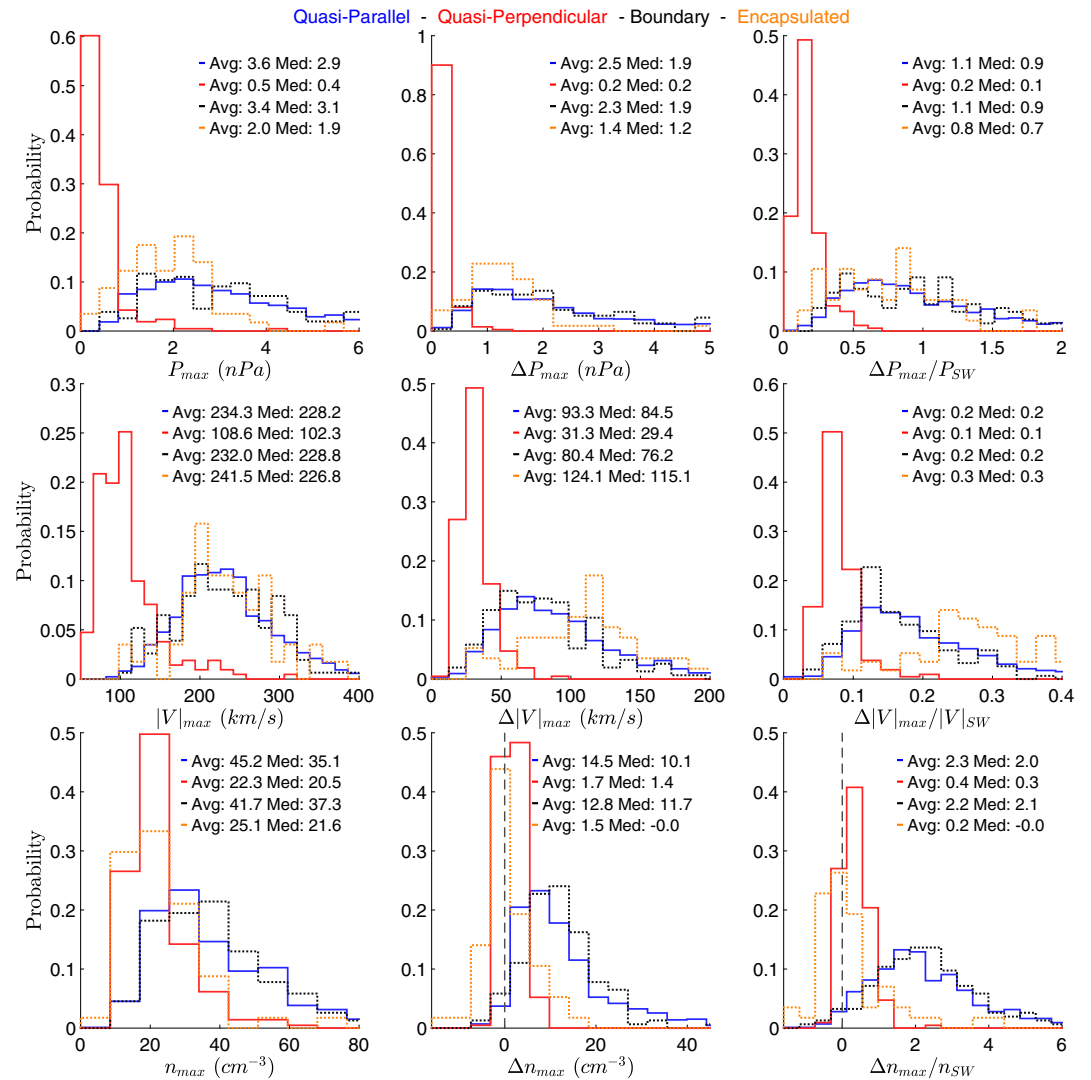 Quasi-Parallel - Quasi-Perpendicular - Boundary - Encapsulated
Probability
0.6
0.5
0.4
0.3
0.2
0.1
0
Avg: 3.6 Med: 2.9
Avg: 0.5 Med: 0.4
Avg: 3.4 Med: 3.1
Avg: 2.0 Med: 1.9
0 2 4 6
P_max (nPa)
1
0.8
0.6
0.4
0.2
0
Avg: 2.5 Med: 1.9
Avg: 0.2 Med: 0.2
Avg: 2.3 Med: 1.9
Avg: 1.4 Med: 1.2
0 1 2 3 4 5
ΔP_max (nPa)
0.5
0.4
0.3
0.2
0.1
0
Avg: 1.1 Med: 0.9
Avg: 0.2 Med: 0.1
Avg: 1.1 Med: 0.9
Avg: 0.8 Med: 0.7
0 0.5 1 1.5 2
ΔP_max/P_SW
Probability
0.3
0.25
0.2
0.15
0.1
0.05
0
Avg: 234.3 Med: 228.2
Avg: 108.6 Med: 102.3
Avg: 232.0 Med: 228.8
Avg: 241.5 Med: 226.8
100 200 300 400
|V|_max (km/s)
0.5
0.4
0.3
0.2
0.1
0
Avg: 93.3 Med: 84.5
Avg: 31.3 Med: 29.4
Avg: 80.4 Med: 76.2
Avg: 124.1 Med: 115.1
0 50 100 150 200
Δ|V|_max (km/s)
0.6
0.5
0.4
0.3
0.2
0.1
0
Avg: 0.2 Med: 0.2
Avg: 0.1 Med: 0.1
Avg: 0.2 Med: 0.2
Avg: 0.3 Med: 0.3
0 0.1 0.2 0.3 0.4
Δ|V|_max/|V|_SW
Probability
0.5
0.4
0.3
0.2
0.1
0
Avg: 45.2 Med: 35.1
Avg: 22.3 Med: 20.5
Avg: 41.7 Med: 37.3
Avg: 25.1 Med: 21.6
0 20 40 60 80
n_max (cm⁻³)
0.5
0.4
0.3
0.2
0.1
0
Avg: 14.5 Med: 10.1
Avg: 1.7 Med: 1.4
Avg: 12.8 Med: 11.7
Avg: 1.5 Med: -0.0
0 20 40
Δn_max (cm⁻³)
0.5
0.4
0.3
0.2
0.1
0
Avg: 2.3 Med: 2.0
Avg: 0.4 Med: 0.3
Avg: 2.2 Med: 2.1
Avg: 0.2 Med: -0.0
0 2 4 6
Δn_max/n_SW